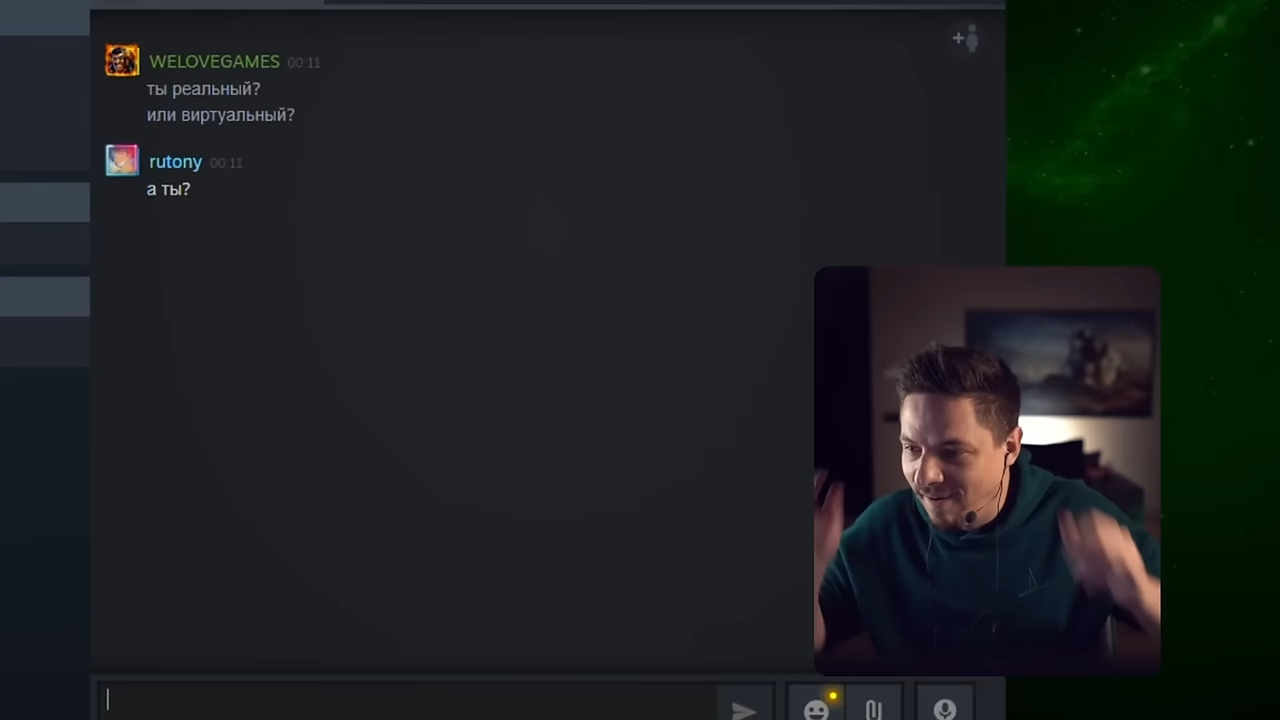 WELOVEGAMES 00:11
ты реальный?
или виртуальный?
rutony 00:11
а ты?